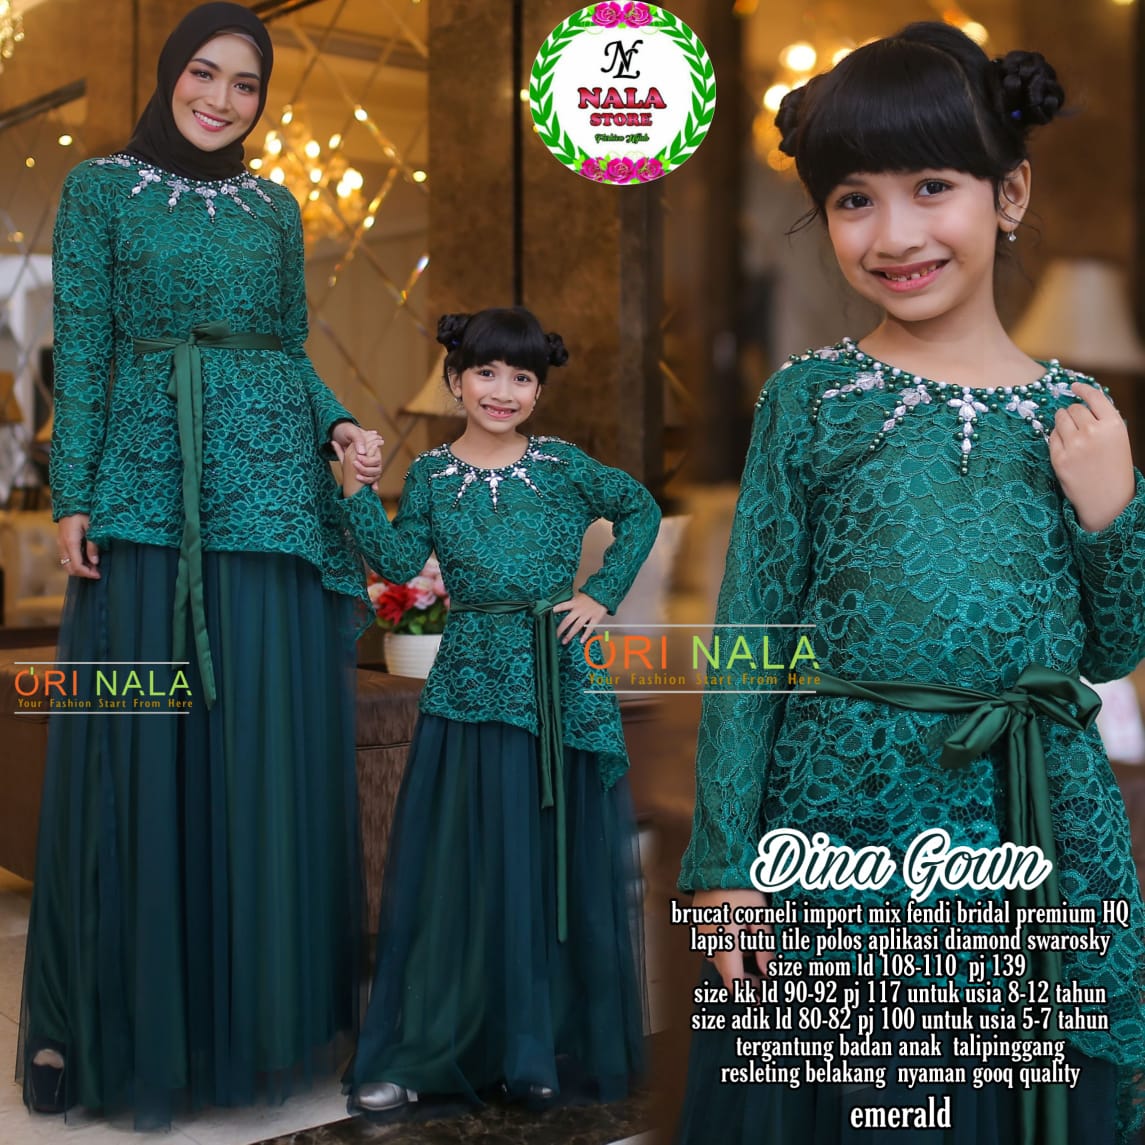 NL
NALA
STORE
Fashion Hijab
ORI NALA
Your Fashion Start From Here
ORI NALA
Your Fashion Start From Here
Dina Gown
brucat corneli import mix fendi bridal premium HQ
lapis tutu tile polos aplikasi diamond swarosky
size mom ld 108-110 pj 139
size kk ld 90-92 pj 117 untuk usia 8-12 tahun
size adik ld 80-82 pj 100 untuk usia 5-7 tahun
tergantung badan anak talipinggang
resleting belakang nyaman gooq quality
emerald